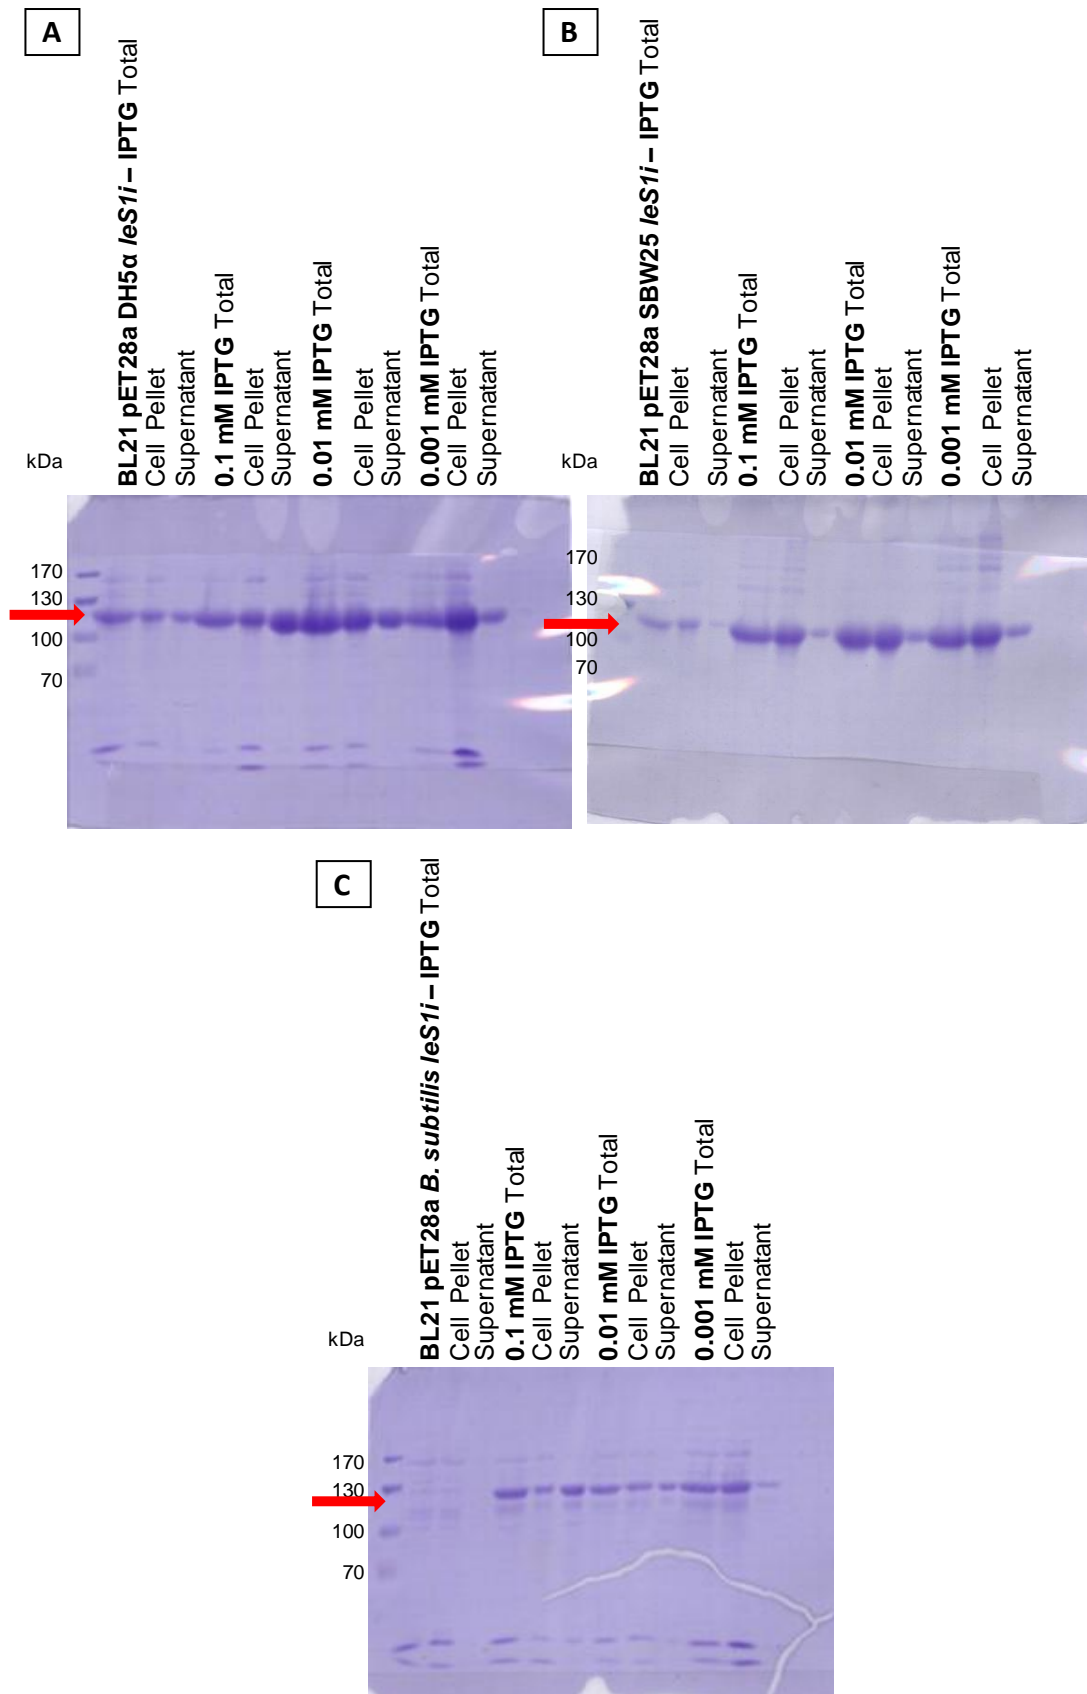 A
BL21 pET28a DH5α ileS1i – IPTG Total
Cell Pellet
Supernatant
0.1 mM IPTG Total
Cell Pellet
Supernatant
0.01 mM IPTG Total
Cell Pellet
Supernatant
0.001 mM IPTG Total
Cell Pellet
Supernatant
kDa
170
130
100
70
B
BL21 pET28a SBW25 ileS1i – IPTG Total
Cell Pellet
Supernatant
0.1 mM IPTG Total
Cell Pellet
Supernatant
0.01 mM IPTG Total
Cell Pellet
Supernatant
0.001 mM IPTG Total
Cell Pellet
Supernatant
kDa
170
130
100
70
C
BL21 pET28a B. subtilis ileS1i – IPTG Total
Cell Pellet
Supernatant
0.1 mM IPTG Total
Cell Pellet
Supernatant
0.01 mM IPTG Total
Cell Pellet
Supernatant
0.001 mM IPTG Total
Cell Pellet
Supernatant
kDa
170
130
100
70